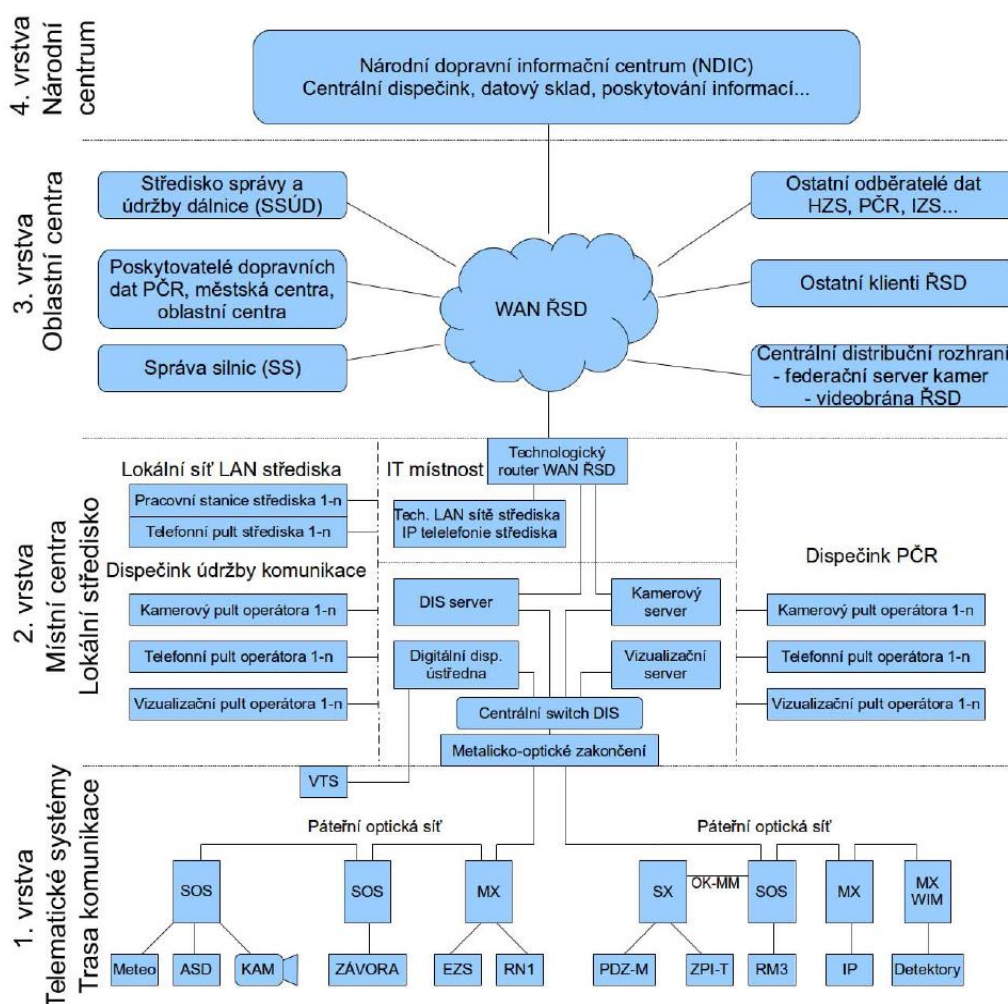 4. vrstva
Národní
centrum
Národní dopravní informační centrum (NDIC)
Centrální dispečink, datový sklad, poskytování informací...
3. vrstva
Oblastní centra
Středisko správy a
údržby dálnice (SSÚD)
Poskytovatelé dopravních
dat PČR, městská centra,
oblastní centra
Správa silnic (SS)
WAN ŘSD
Ostatní odběratelé dat
HZS, PČR, IZS...
Ostatní klienti ŘSD
Centrální distribuční rozhraní
- federační server kamer
- videobrána ŘSD
2. vrstva
Místní centra
Lokální středisko
Lokální síť LAN střediska
Pracovní stanice střediska 1-n
Telefonní pult střediska 1-n
Dispečink údržby komunikace
Kamerový pult operátora 1-n
Telefonní pult operátora 1-n
Vizualizační pult operátora 1-n
IT místnost
Technologický
router WAN ŘSD
Tech. LAN sítě střediska
IP telelefonie střediska
DIS server
Kamerový
server
Digitální disp.
ústředna
Vizualizační
server
Centrální switch DIS
Metalicko-optické zakončení
Dispečink PČR
Kamerový pult operátora 1-n
Telefonní pult operátora 1-n
Vizualizační pult operátora 1-n
1. vrstva
Telematické systémy
Trasa komunikace
VTS
Páteřní optická síť
Páteřní optická síť
SOS
SOS
MX
SX
OK-MM
SOS
MX
MX
WIM
Meteo
ASD
KAM
ZÁVORA
EZS
RN1
PDZ-M
ZPI-T
RM3
IP
Detektory